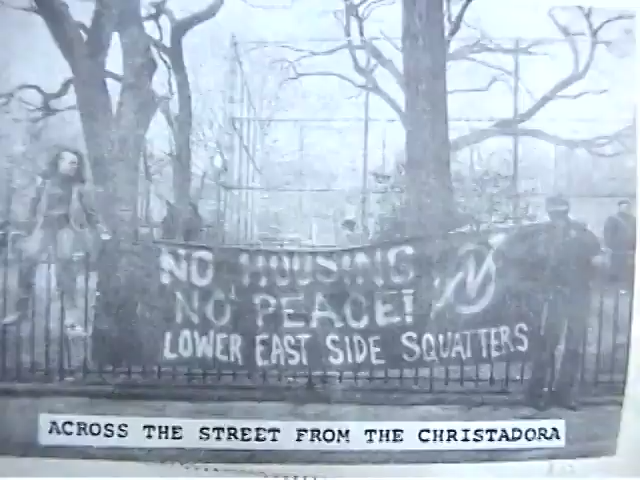 NO HOUSING
NO PEACE!
LOWER EAST SIDE SQUATTERS
ACROSS THE STREET FROM THE CHRISTADORA